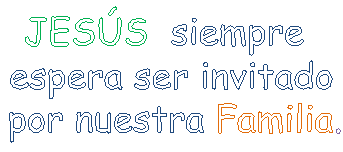 JESÚS siempre
espera ser invitado
por nuestra Familia.